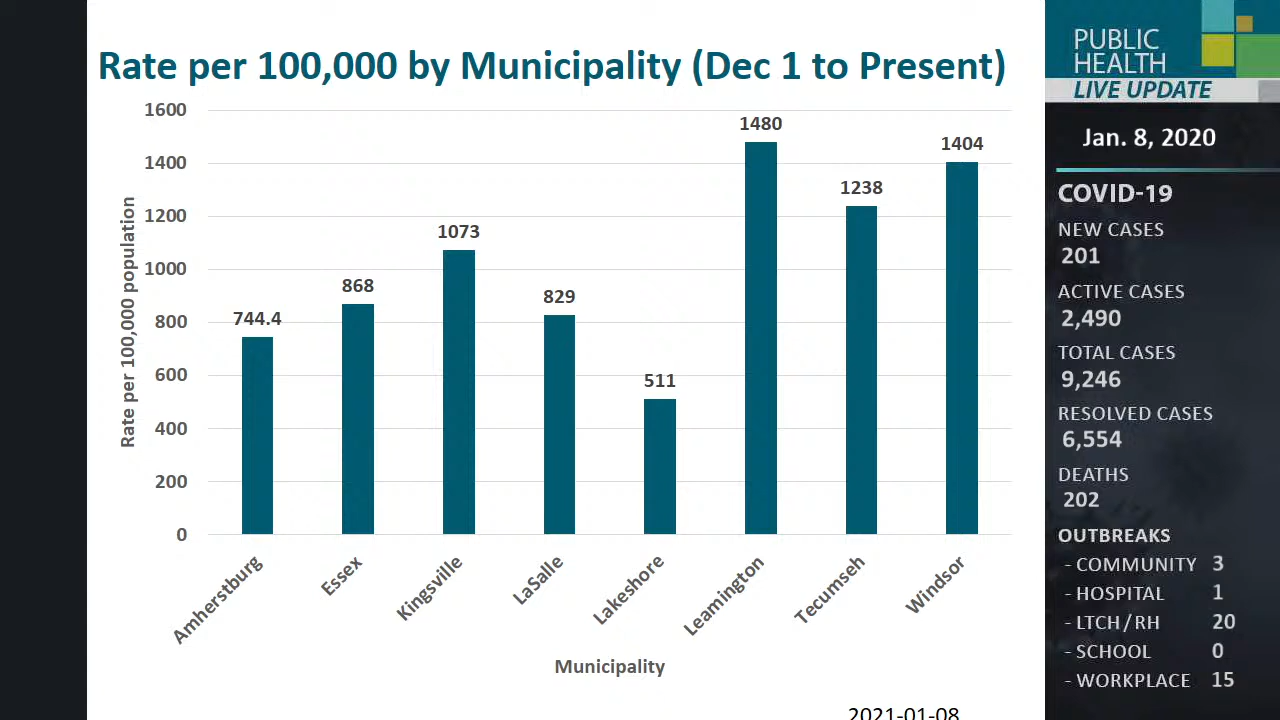 Rate per 100,000 by Municipality (Dec 1 to Present)
1600
1400
1200
1000
800
600
400
200
0
Rate per 100,000 population
744.4
868
1073
829
511
1480
1238
1404
Amherstburg
Essex
Kingsville
LaSalle
Lakeshore
Leamington
Tecumseh
Windsor
Municipality
2021-01-08
PUBLIC
HEALTH
LIVE UPDATE
Jan. 8, 2020
COVID-19
NEW CASES
201
ACTIVE CASES
2,490
TOTAL CASES
9,246
RESOLVED CASES
6,554
DEATHS
202
OUTBREAKS
- COMMUNITY 3
- HOSPITAL 1
- LTCH/RH 20
- SCHOOL 0
- WORKPLACE 15